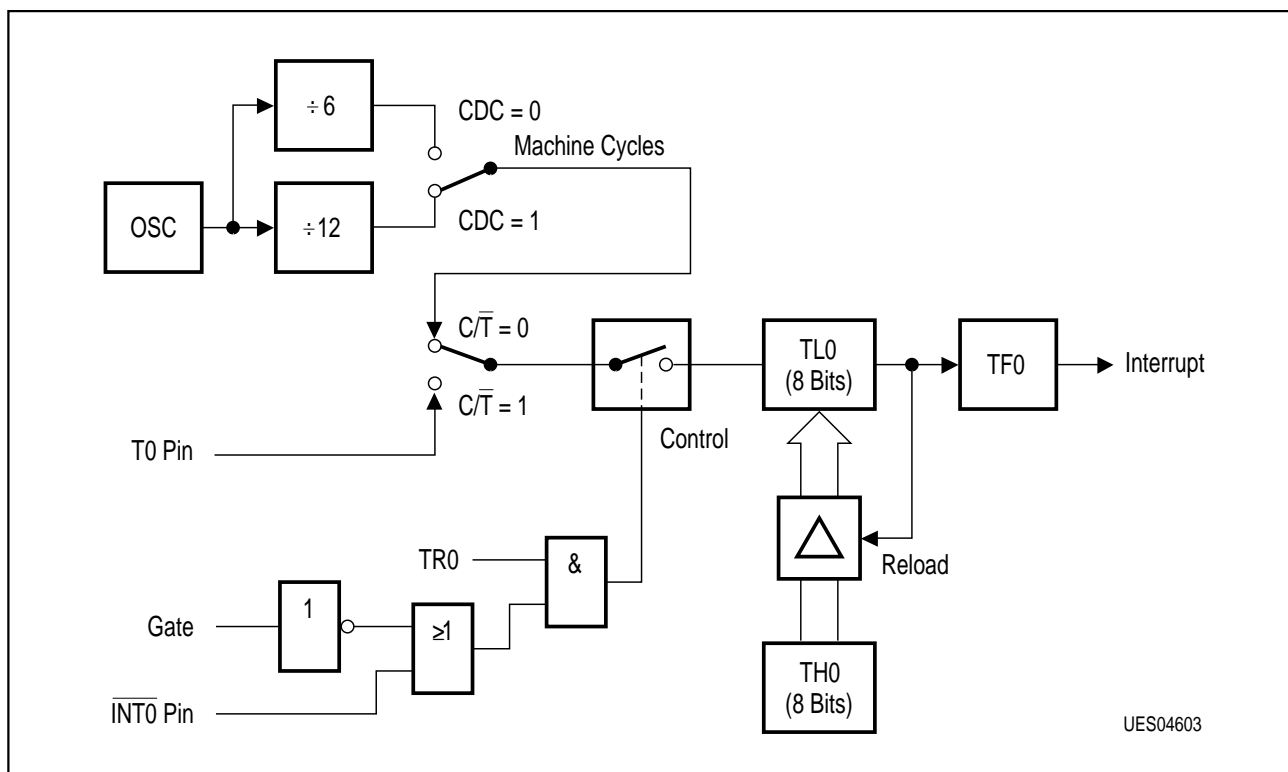 ÷ 6
CDC = 0
Machine Cycles
OSC
÷12
CDC = 1
C/T̅ = 0
TL0
(8 Bits)
TF0
Interrupt
C/T̅ = 1
Control
T0 Pin
TR0
&
Reload
1
Gate
≥1
TH0
(8 Bits)
I̅N̅T̅0̅ Pin
UES04603